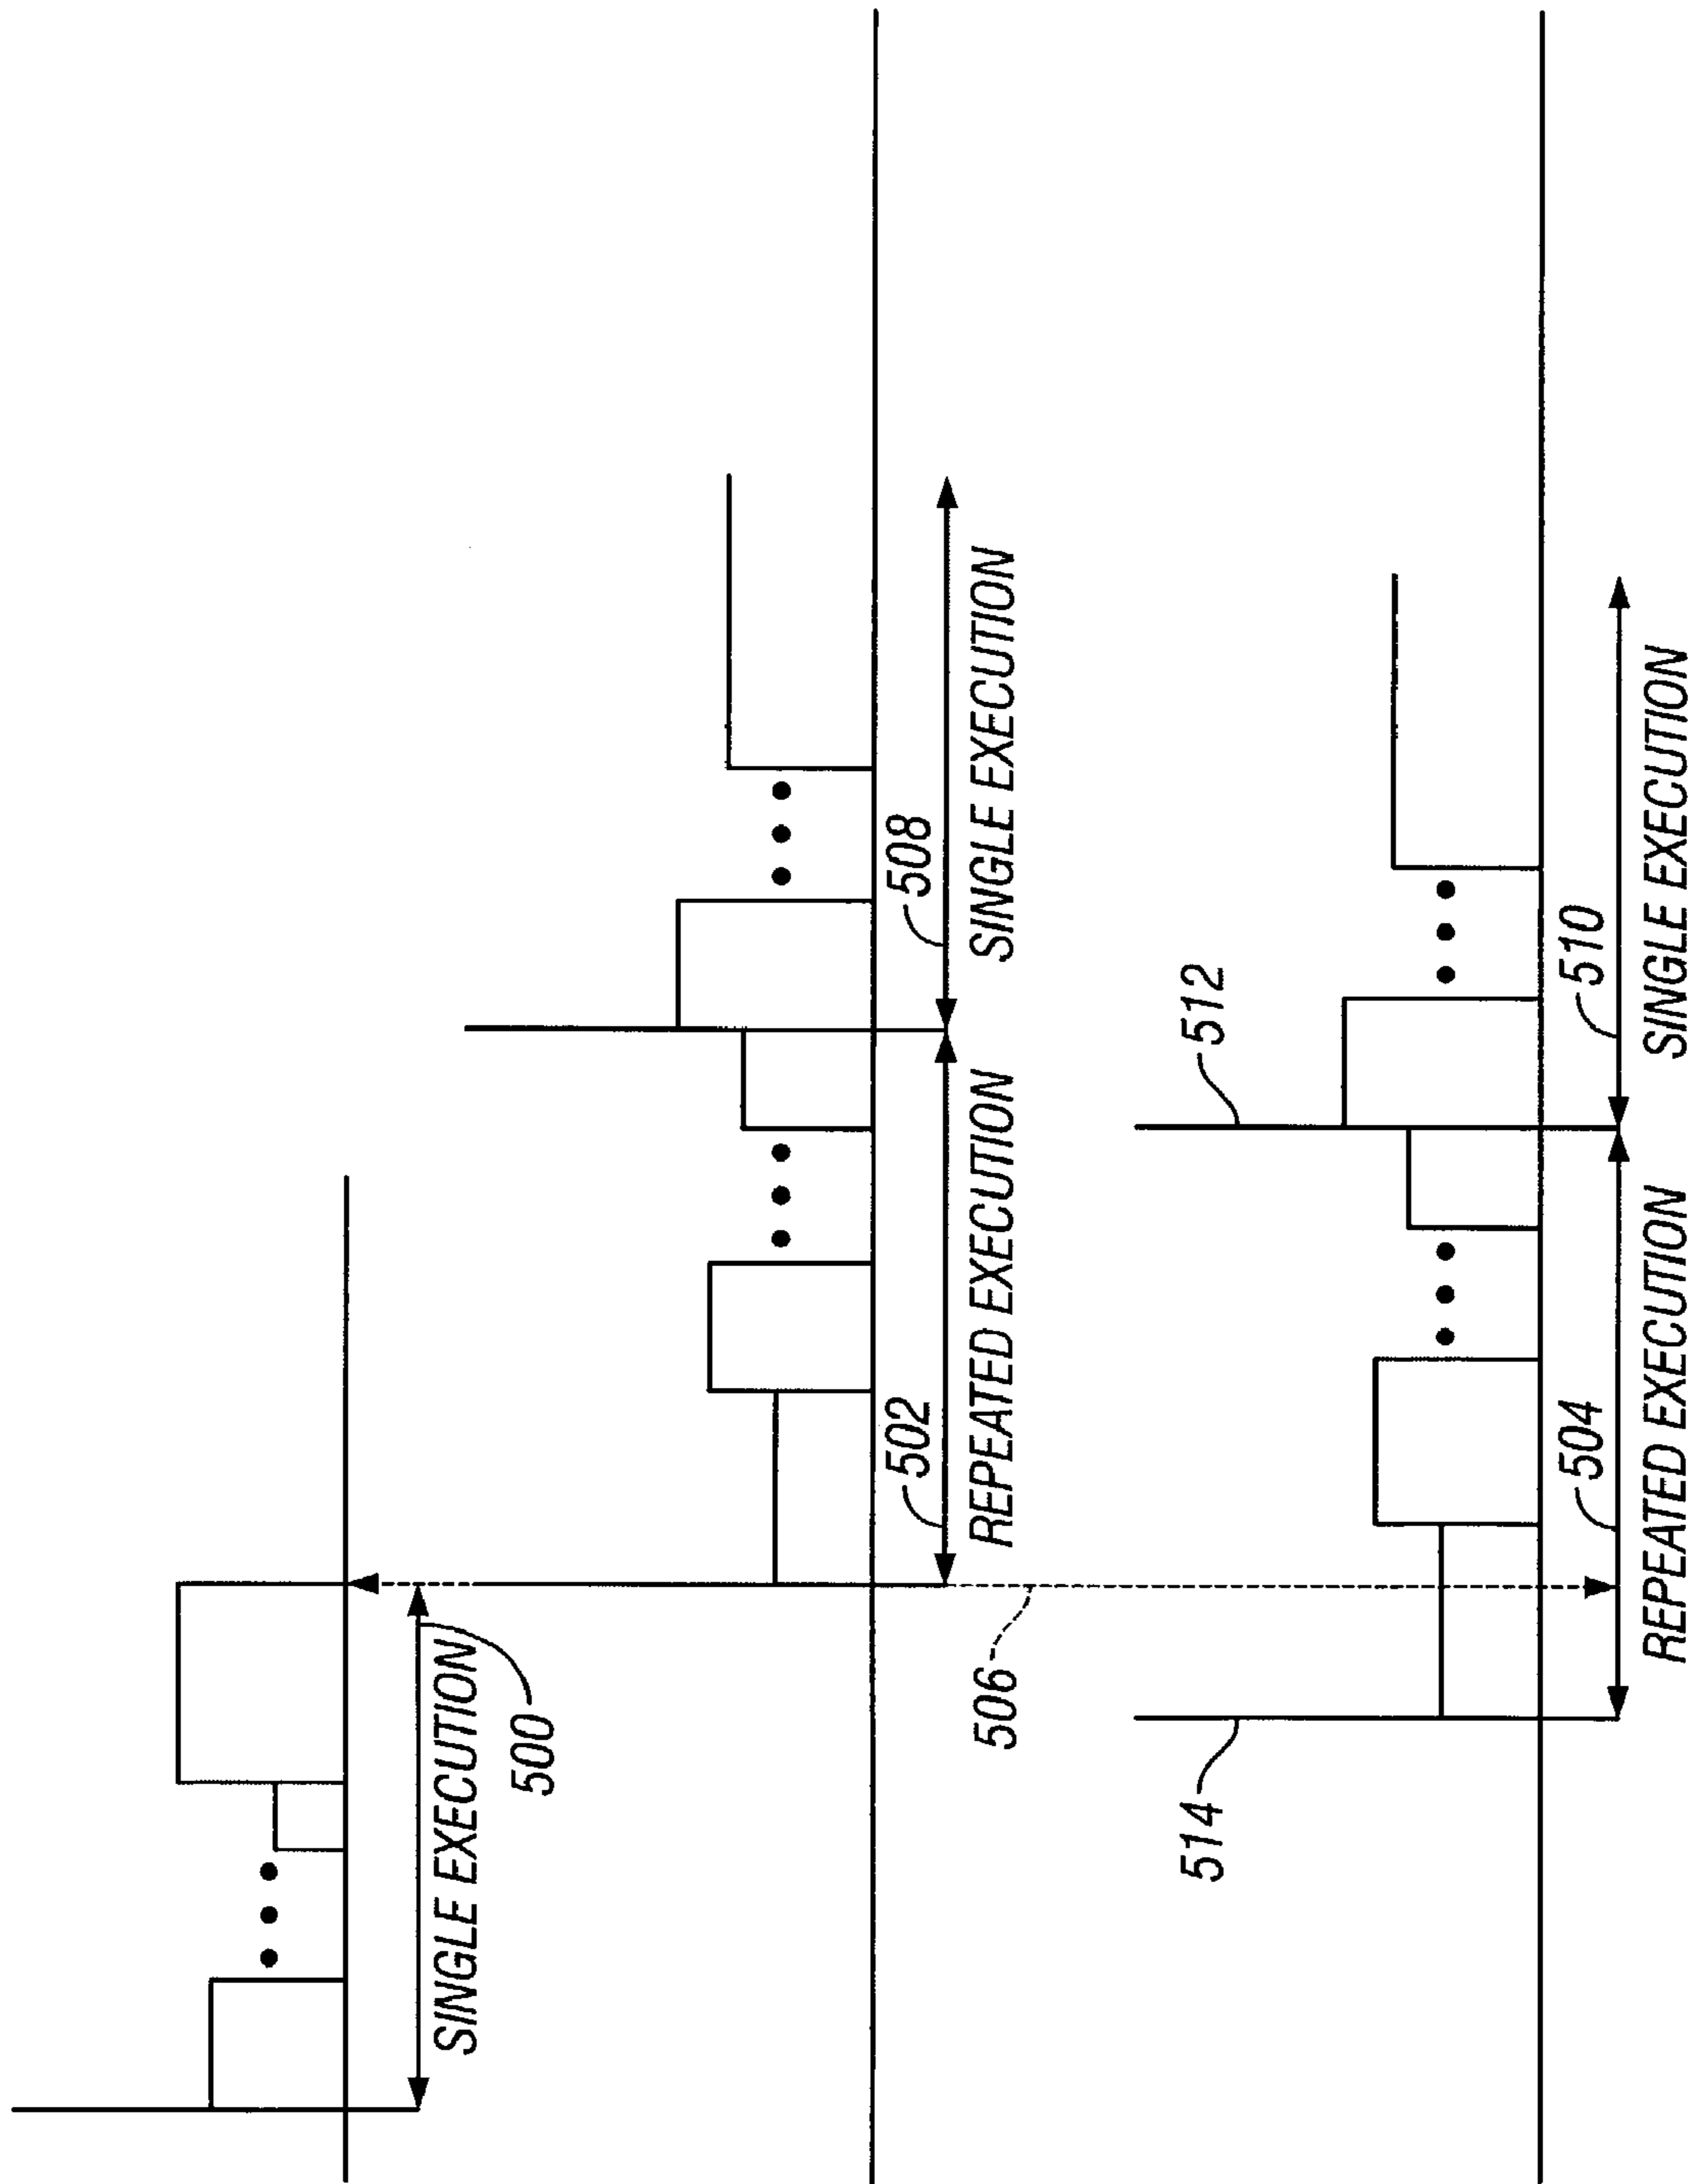 SINGLE EXECUTION
500
502
508
REPEATED EXECUTION
SINGLE EXECUTION
506
514
512
504
510
REPEATED EXECUTION
SINGLE EXECUTION